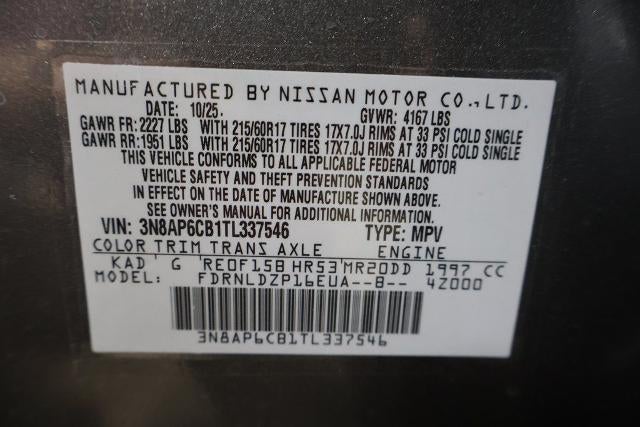 MANUFACTURED BY NISSAN MOTOR CO., LTD.
DATE: 10/25. GVWR: 4167 LBS
GAWR FR: 2227 LBS WITH 215/60R17 TIRES 17X7.0J RIMS AT 33 PSI COLD SINGLE
GAWR RR: 1951 LBS WITH 215/60R17 TIRES 17X7.0J RIMS AT 33 PSI COLD SINGLE
THIS VEHICLE CONFORMS TO ALL APPLICABLE FEDERAL MOTOR
VEHICLE SAFETY AND THEFT PREVENTION STANDARDS
IN EFFECT ON THE DATE OF MANUFACTURE SHOWN ABOVE.
SEE OWNER'S MANUAL FOR ADDITIONAL INFORMATION.
VIN: 3N8AP6CB1TL337546 TYPE: MPV
COLOR TRIM TRANS AXLE ENGINE
KAD G RE0F15B HR53 MR20DD 1997 CC
FDRNLDZP16EUA--B-- 4Z000
3N8AP6CB1TL337546